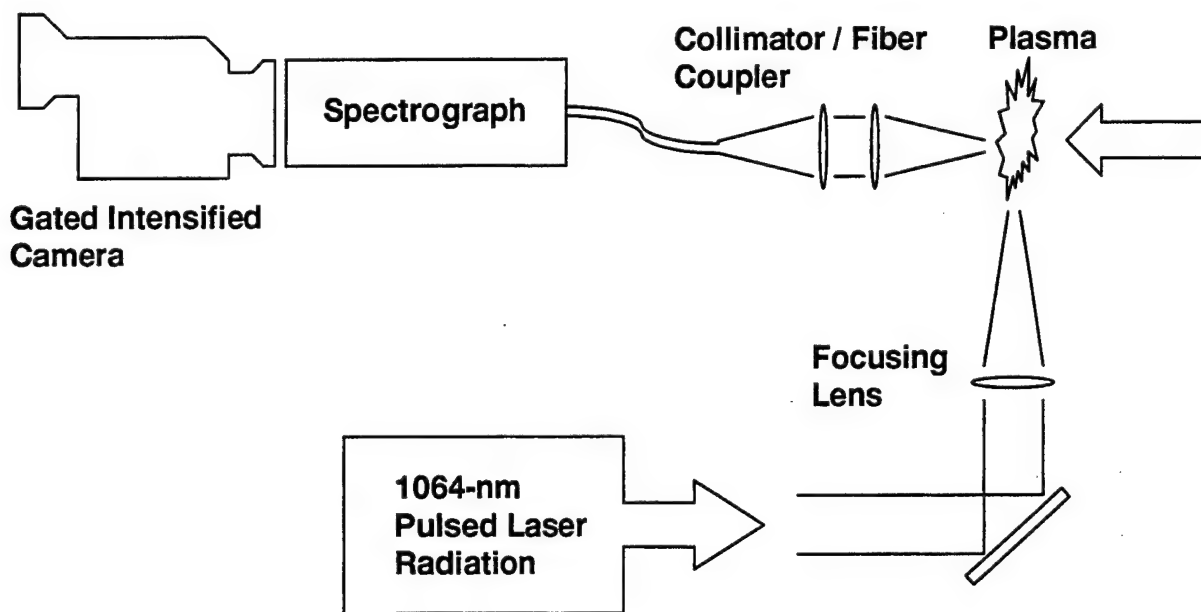 Collimator / Fiber
Coupler
Plasma
Spectrograph
Gated Intensified
Camera
Focusing
Lens
1064-nm
Pulsed Laser
Radiation